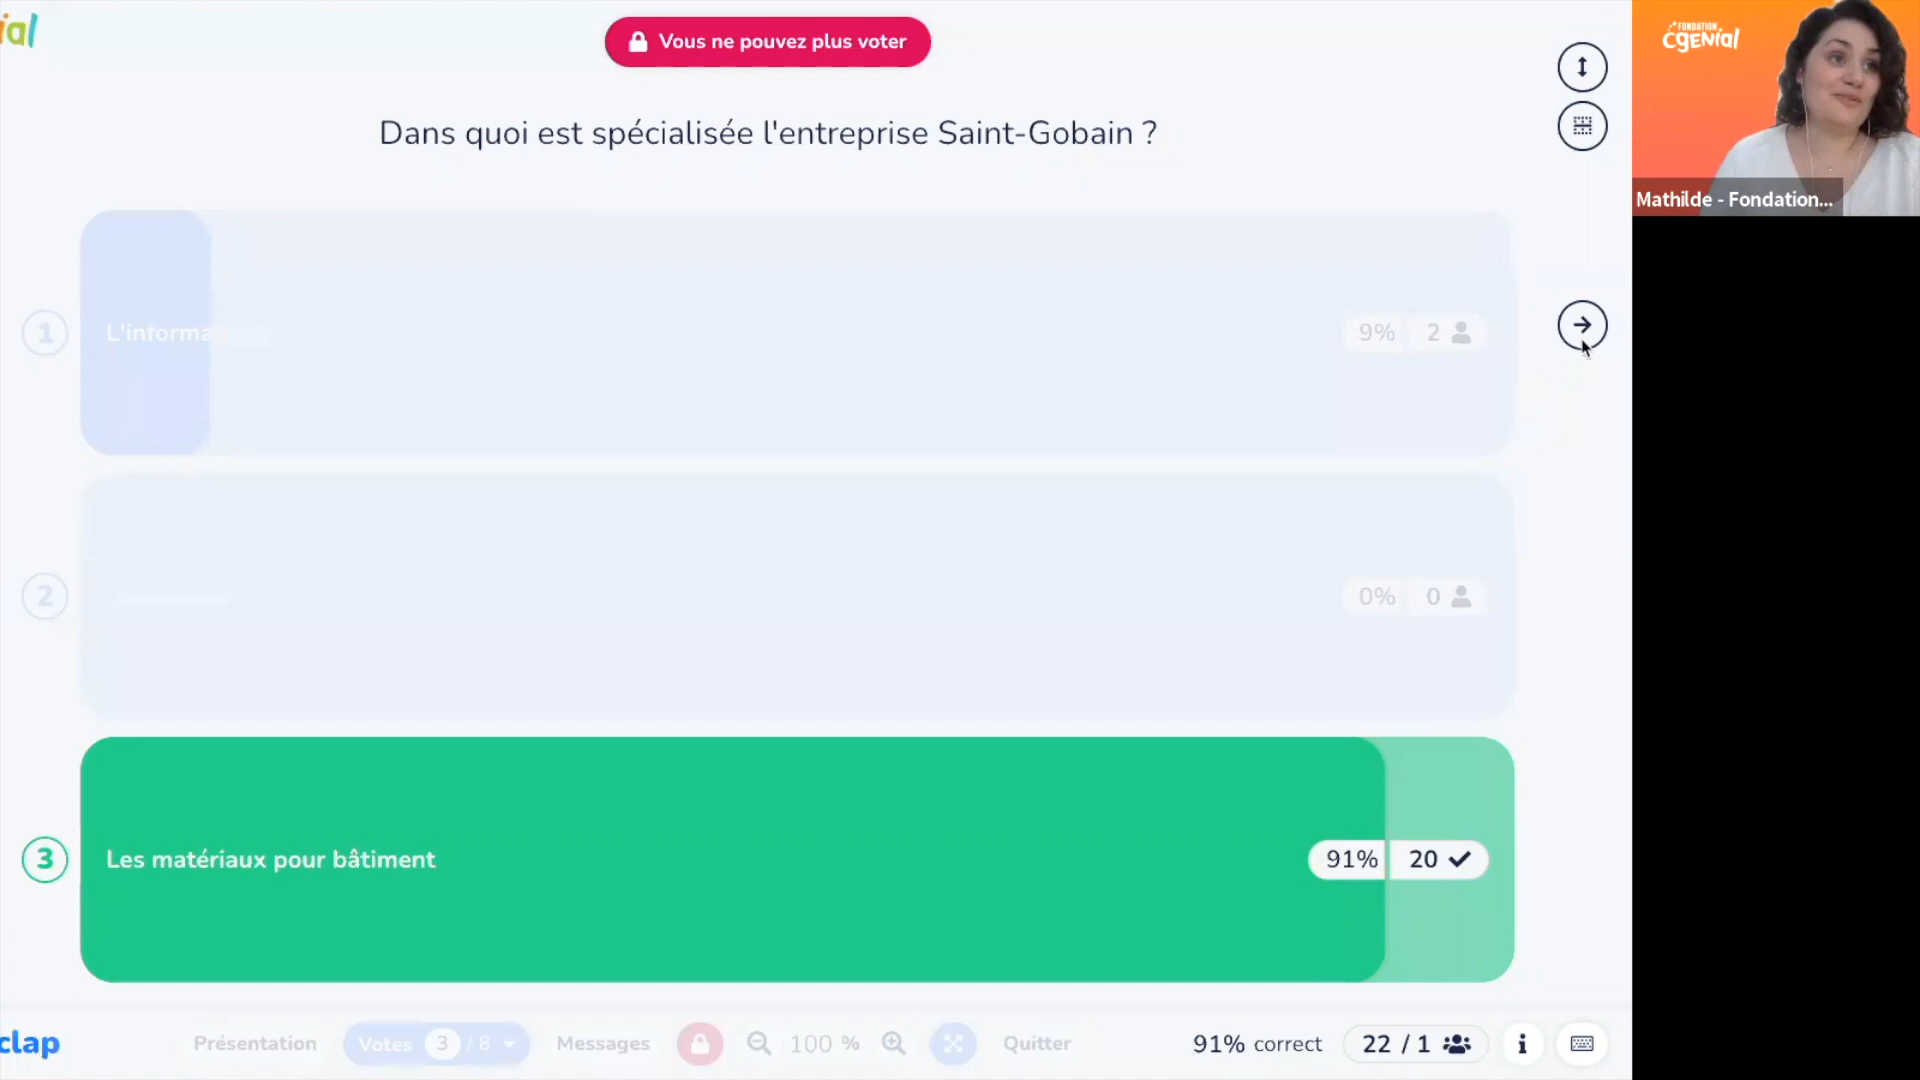 ial
Vous ne pouvez plus voter
FONDATION
CGENIAL
Dans quoi est spécialisée l'entreprise Saint-Gobain ?
Mathilde - Fondation...
1
9% 2
2
0% 0
3
Les matériaux pour bâtiment
91% 20
clap
Présentation
Votes 3 / 8
Messages
100 %
Quitter
91% correct
22 / 1